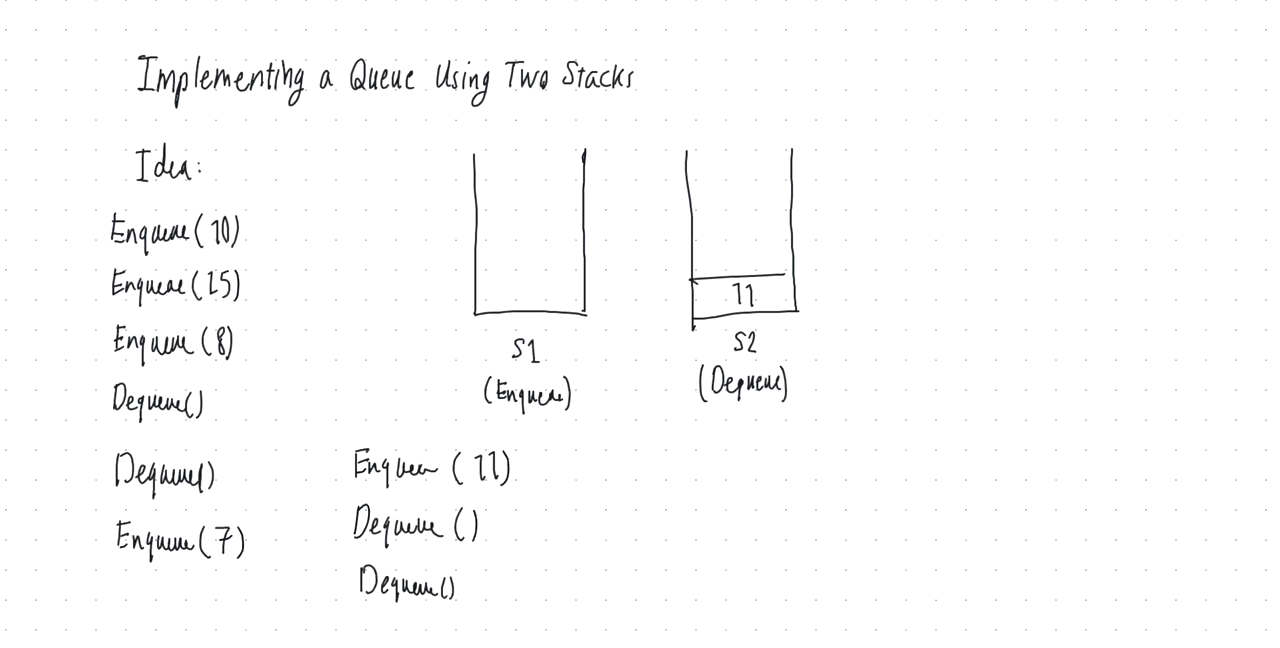 Implementing a Queue Using Two Stacks
Idea:
Enqueue(10)
Enqueue(15)
Enqueue(8)
Dequeue()
Dequeue()
Enqueue(7)
Enqueue(11)
Dequeue()
Dequeue()
S1
(Enqueue)
11
S2
(Dequeue)